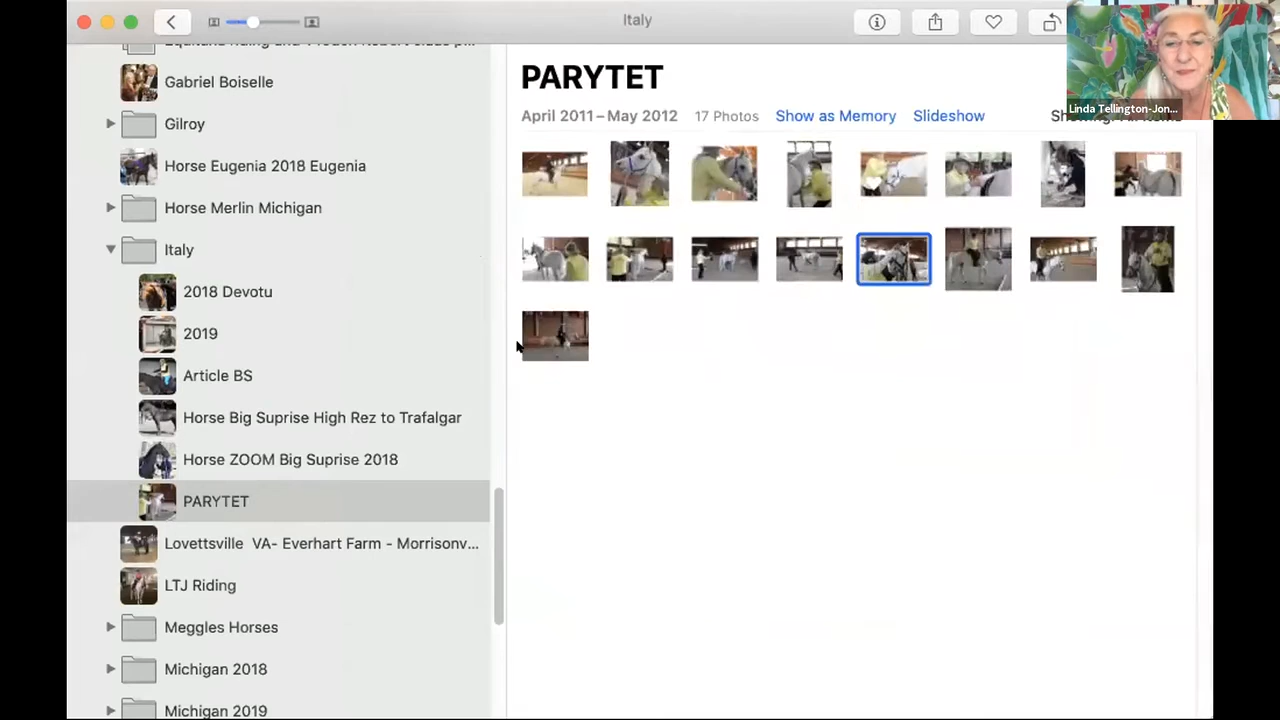 Italy
Linda Tellington-Jon...
Gabriel Boiselle
Gilroy
Horse Eugenia 2018 Eugenia
Horse Merlin Michigan
Italy
2018 Devotu
2019
Article BS
Horse Big Suprise High Rez to Trafalgar
Horse ZOOM Big Suprise 2018
PARYTET
Lovettsville VA- Everhart Farm - Morrisonv...
LTJ Riding
Meggles Horses
Michigan 2018
Michigan 2019
PARYTET
April 2011 – May 2012 17 Photos Show as Memory Slideshow